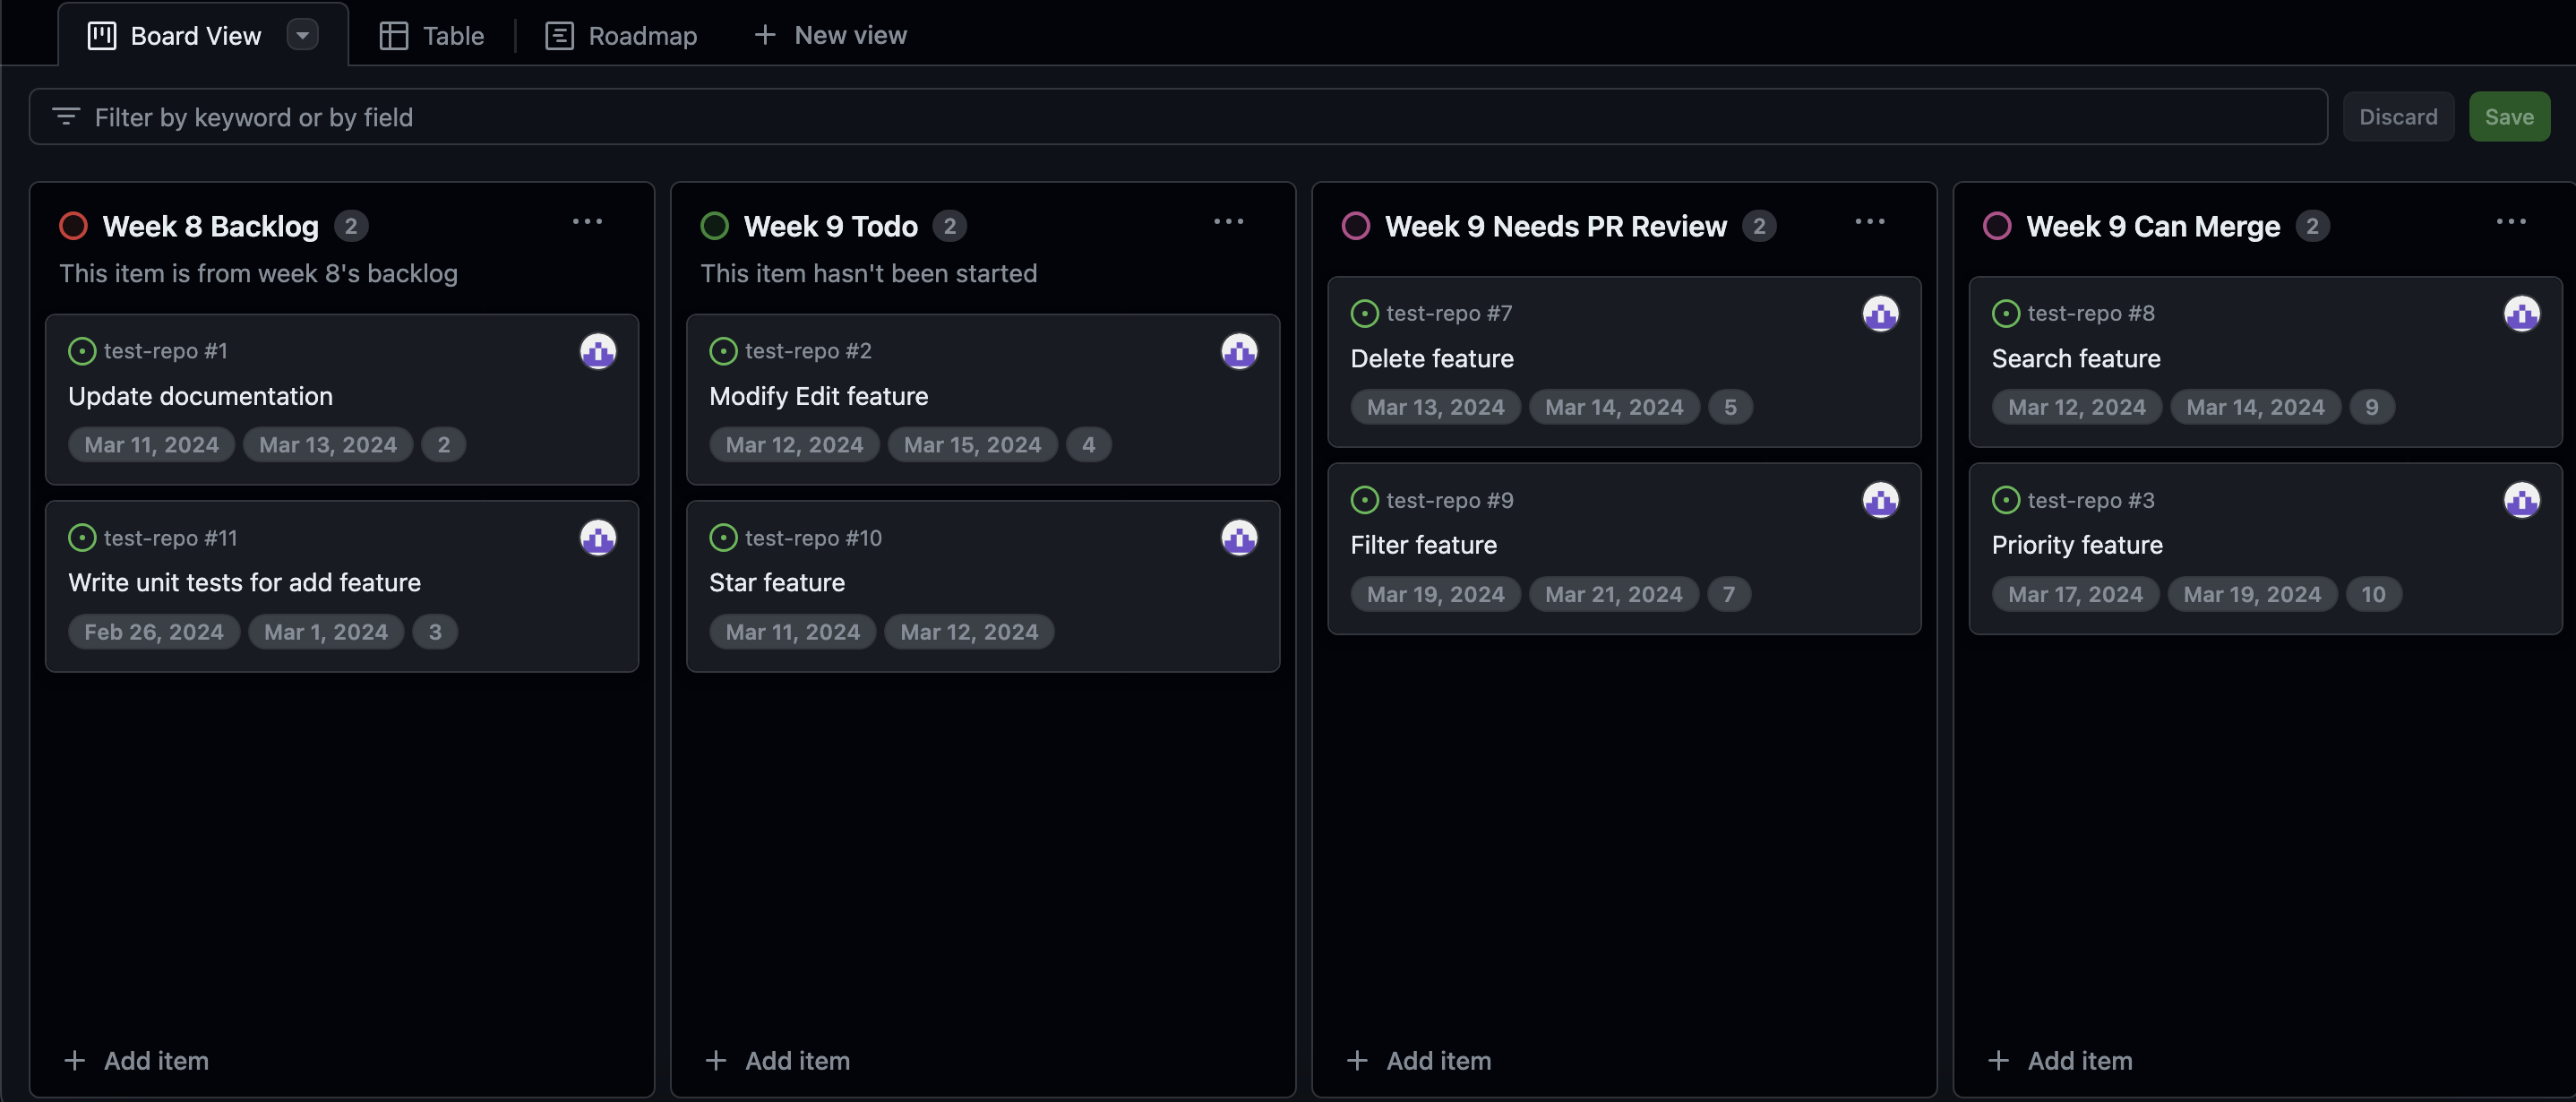 Board View
Table
Roadmap
New view
Filter by keyword or by field
Discard
Save
Week 8 Backlog 2
This item is from week 8's backlog
test-repo #1
Update documentation
Mar 11, 2024 Mar 13, 2024 2
test-repo #11
Write unit tests for add feature
Feb 26, 2024 Mar 1, 2024 3
Add item
Week 9 Todo 2
This item hasn't been started
test-repo #2
Modify Edit feature
Mar 12, 2024 Mar 15, 2024 4
test-repo #10
Star feature
Mar 11, 2024 Mar 12, 2024
Add item
Week 9 Needs PR Review 2
test-repo #7
Delete feature
Mar 13, 2024 Mar 14, 2024 5
test-repo #9
Filter feature
Mar 19, 2024 Mar 21, 2024 7
Add item
Week 9 Can Merge 2
test-repo #8
Search feature
Mar 12, 2024 Mar 14, 2024 9
test-repo #3
Priority feature
Mar 17, 2024 Mar 19, 2024 10
Add item